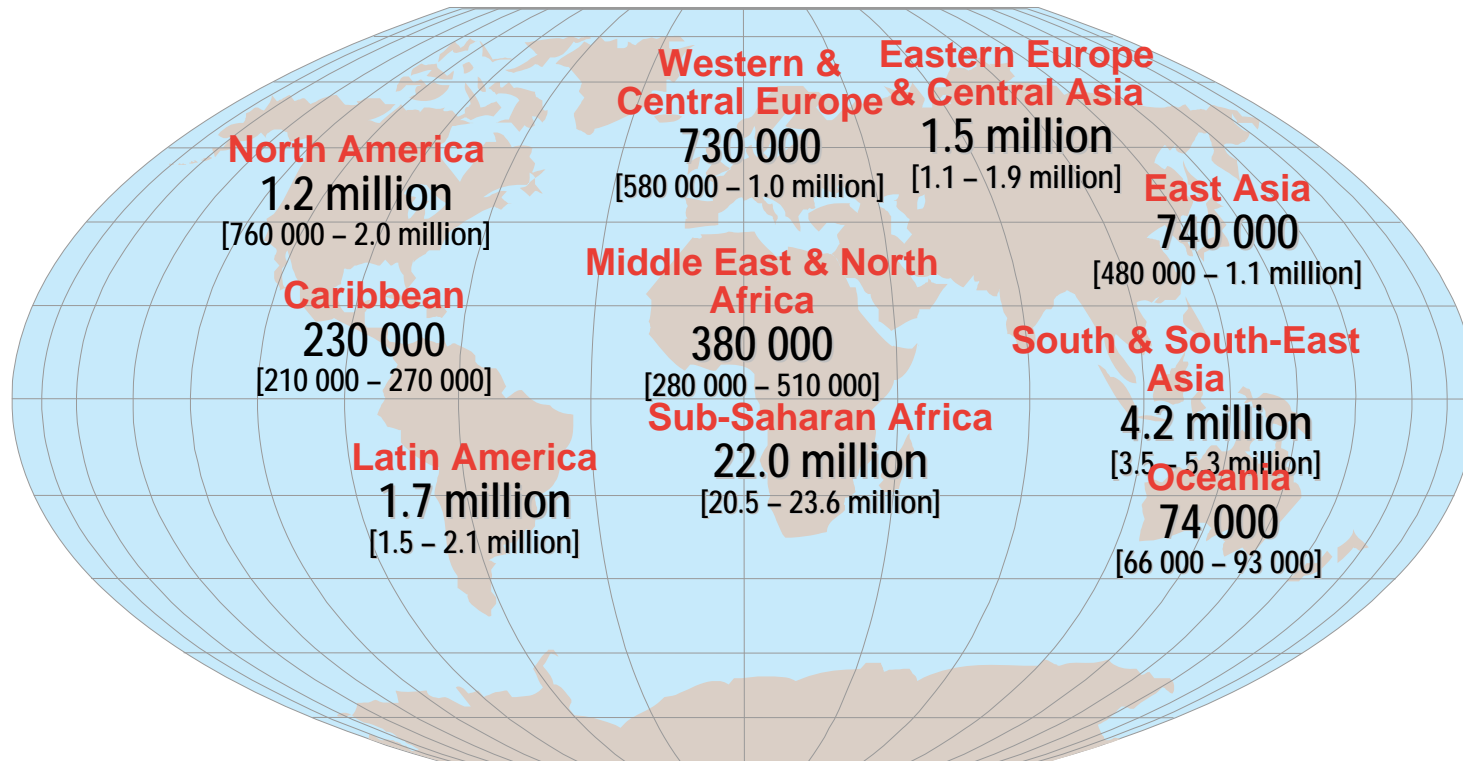 Western &
Central Europe
730 000
[580 000 – 1.0 million]
Eastern Europe
& Central Asia
1.5 million
[1.1 – 1.9 million]
North America
1.2 million
[760 000 – 2.0 million]
East Asia
740 000
[480 000 – 1.1 million]
Middle East & North
Africa
380 000
[280 000 – 510 000]
Caribbean
230 000
[210 000 – 270 000]
South & South-East
Asia
4.2 million
[3.5 – 5.3 million]
Sub-Saharan Africa
22.0 million
[20.5 – 23.6 million]
Latin America
1.7 million
[1.5 – 2.1 million]
Oceania
74 000
[66 000 – 93 000]